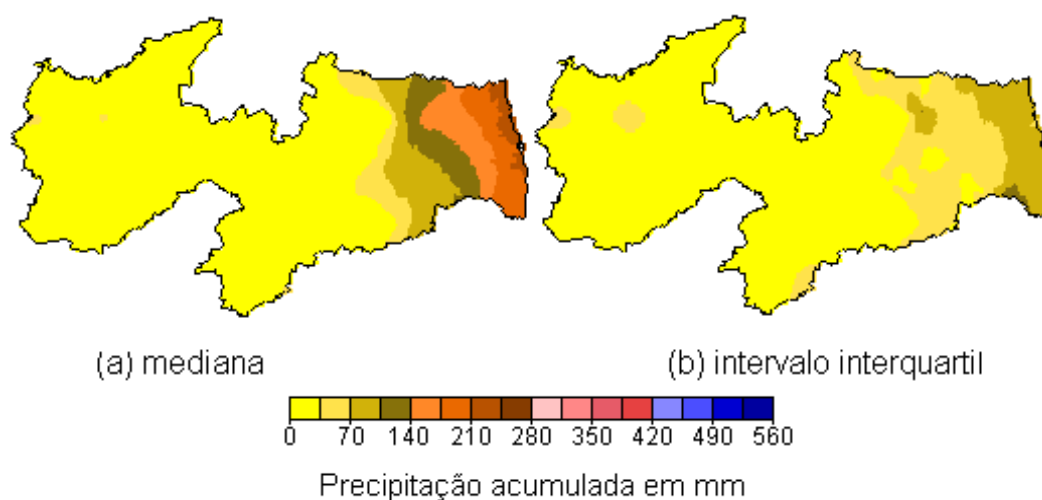 (a) mediana
(b) intervalo interquartil
0 70 140 210 280 350 420 490 560
Precipitação acumulada em mm